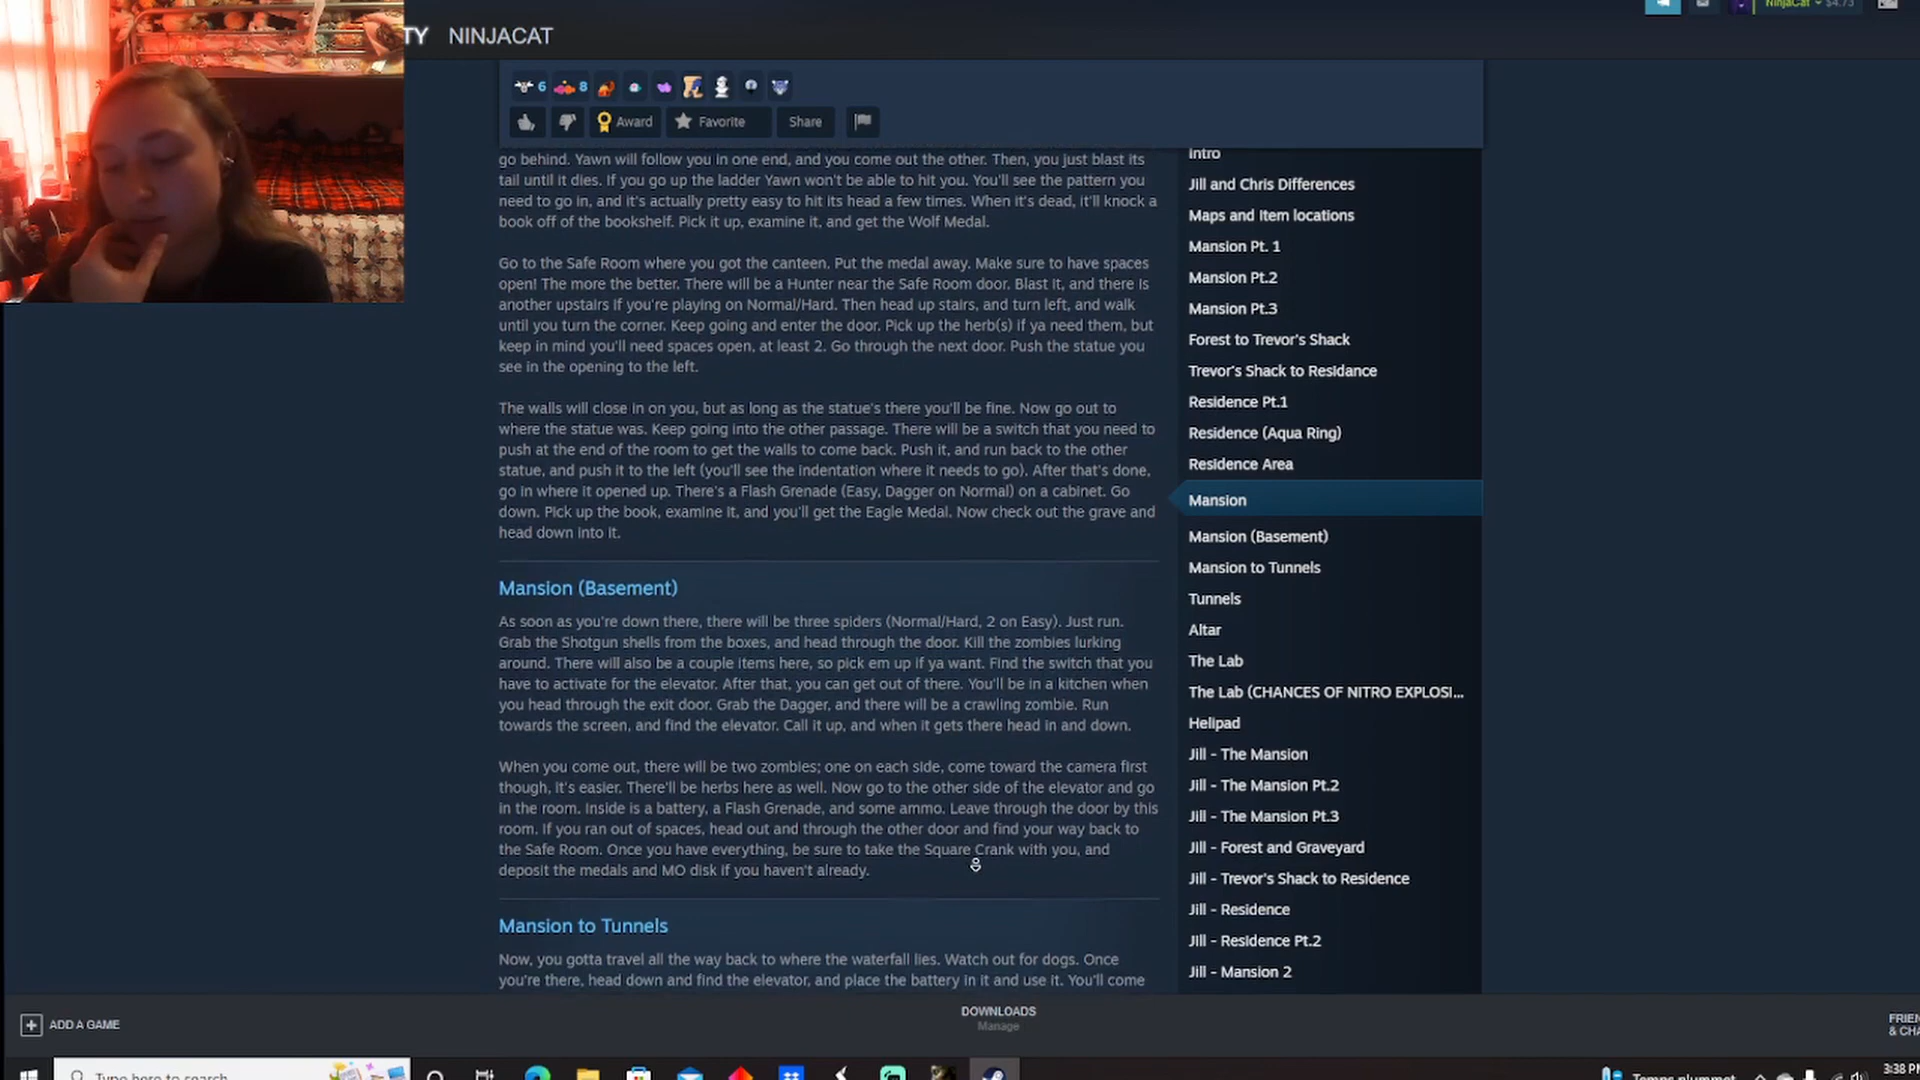 TY NINJACAT
NinjaCat $4.73
6 8
Award Favorite Share
go behind. Yawn will follow you in one end, and you come out the other. Then, you just blast its
tail until it dies. If you go up the ladder Yawn won't be able to hit you. You'll see the pattern you
need to go in, and it's actually pretty easy to hit its head a few times. When it's dead, it'll knock a
book off of the bookshelf. Pick it up, examine it, and get the Wolf Medal.
Go to the Safe Room where you got the canteen. Put the medal away. Make sure to have spaces
open! The more the better. There will be a Hunter near the Safe Room door. Blast it, and there is
another upstairs if you're playing on Normal/Hard. Then head up stairs, and turn left, and walk
until you turn the corner. Keep going and enter the door. Pick up the herb(s) if ya need them, but
keep in mind you'll need spaces open, at least 2. Go through the next door. Push the statue you
see in the opening to the left.
The walls will close in on you, but as long as the statue's there you'll be fine. Now go out to
where the statue was. Keep going into the other passage. There will be a switch that you need to
push at the end of the room to get the walls to come back. Push it, and run back to the other
statue, and push it to the left (you'll see the indentation where it needs to go). After that's done,
go in where it opened up. There's a Flash Grenade (Easy, Dagger on Normal) on a cabinet. Go
down. Pick up the book, examine it, and you'll get the Eagle Medal. Now check out the grave and
head down into it.
Mansion (Basement)
As soon as you're down there, there will be three spiders (Normal/Hard, 2 on Easy). Just run.
Grab the Shotgun shells from the boxes, and head through the door. Kill the zombies lurking
around. There will also be a couple items here, so pick em up if ya want. Find the switch that you
have to activate for the elevator. After that, you can get out of there. You'll be in a kitchen when
you head through the exit door. Grab the Dagger, and there will be a crawling zombie. Run
towards the screen, and find the elevator. Call it up, and when it gets there head in and down.
When you come out, there will be two zombies; one on each side, come toward the camera first
though, it's easier. There'll be herbs here as well. Now go to the other side of the elevator and go
in the room. Inside is a battery, a Flash Grenade, and some ammo. Leave through the door by this
room. If you ran out of spaces, head out and through the other door and find your way back to
the Safe Room. Once you have everything, be sure to take the Square Crank with you, and
deposit the medals and MO disk if you haven't already.
Mansion to Tunnels
Now, you gotta travel all the way back to where the waterfall lies. Watch out for dogs. Once
you're there, head down and find the elevator, and place the battery in it and use it. You'll come
Intro
Jill and Chris Differences
Maps and Item locations
Mansion Pt. 1
Mansion Pt.2
Mansion Pt.3
Forest to Trevor's Shack
Trevor's Shack to Residance
Residence Pt.1
Residence (Aqua Ring)
Residence Area
Mansion
Mansion (Basement)
Mansion to Tunnels
Tunnels
Altar
The Lab
The Lab (CHANCES OF NITRO EXPLOSI...
Helipad
Jill - The Mansion
Jill - The Mansion Pt.2
Jill - The Mansion Pt.3
Jill - Forest and Graveyard
Jill - Trevor's Shack to Residence
Jill - Residence
Jill - Residence Pt.2
Jill - Mansion 2
ADD A GAME
DOWNLOADS
Manage
FRIEN
& CHA
Type here to search
Temps plummet
3:38 PM